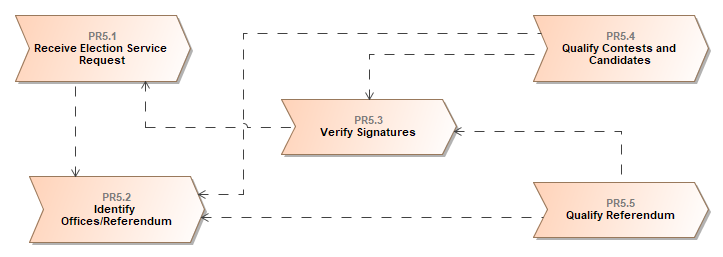 PR5.1
Receive Election Service
Request
PR5.4
Qualify Contests and
Candidates
PR5.3
Verify Signatures
PR5.2
Identify
Offices/Referendum
PR5.5
Qualify Referendum